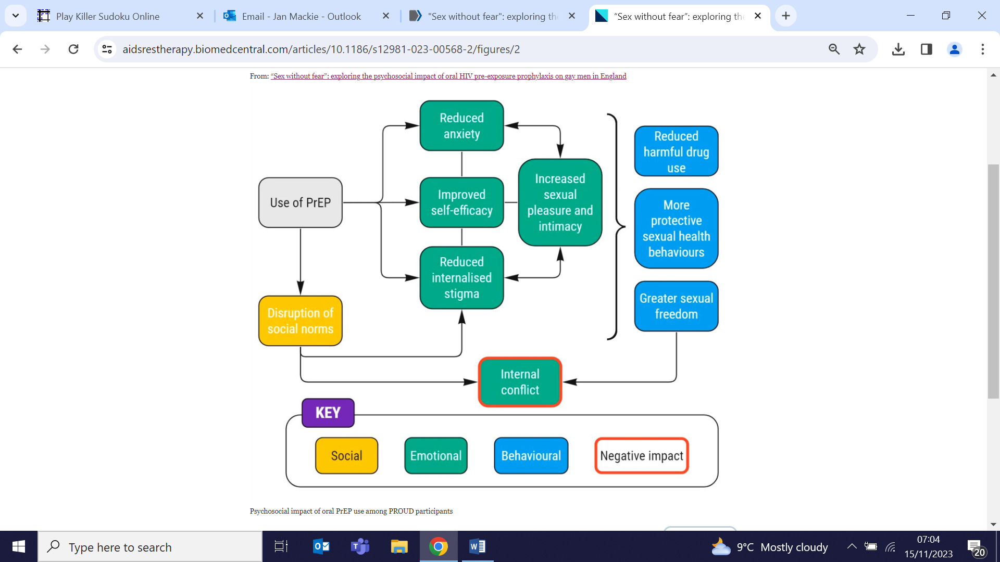 Play Killer Sudoku Online
Email - Jan Mackie - Outlook
"Sex without fear": exploring the
“Sex without fear”: exploring the
aidsrestherapy.biomedcentral.com/articles/10.1186/s12981-023-00568-2/figures/2
From: “Sex without fear”: exploring the psychosocial impact of oral HIV pre-exposure prophylaxis on gay men in England
Reduced
anxiety
Reduced
harmful drug
use
Increased
sexual
pleasure and
intimacy
Use of PrEP
Improved
self-efficacy
More
protective
sexual health
behaviours
Reduced
internalised
stigma
Greater sexual
freedom
Disruption of
social norms
Internal
conflict
KEY
Social
Emotional
Behavioural
Negative impact
Psychosocial impact of oral PrEP use among PROUD participants
Type here to search
9°C Mostly cloudy
07:04
15/11/2023
20